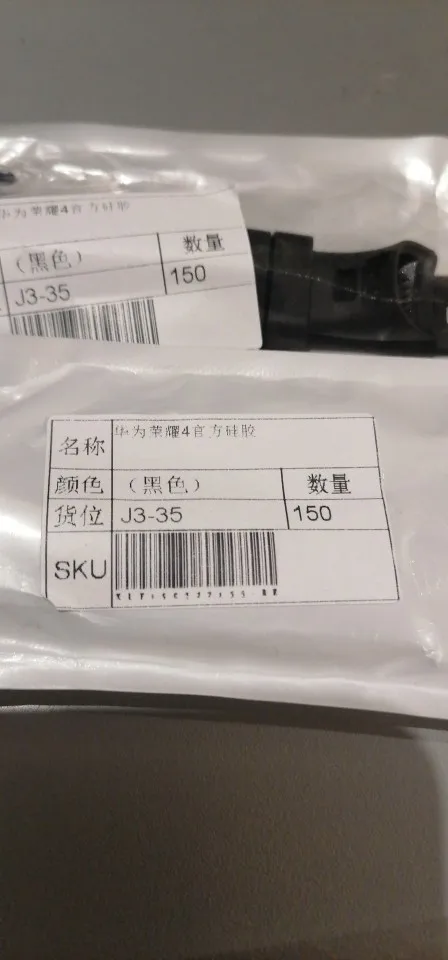 华为荣耀4官方硅胶
（黑色） 数量
J3-35 150
名称 华为荣耀4官方硅胶
颜色 （黑色） 数量
货位 J3-35 150
SKU